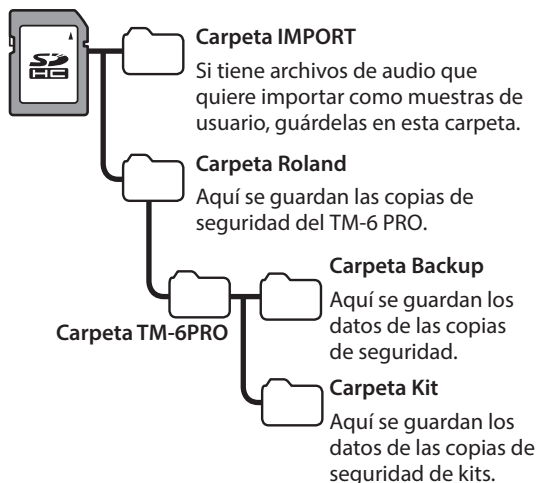 SD
HC
Carpeta IMPORT
Si tiene archivos de audio que
quiere importar como muestras de
usuario, guárdelas en esta carpeta.
Carpeta Roland
Aquí se guardan las copias de
seguridad del TM-6 PRO.
Carpeta TM-6PRO
Carpeta Backup
Aquí se guardan los
datos de las copias
de seguridad.
Carpeta Kit
Aquí se guardan los
datos de las copias de
seguridad de kits.